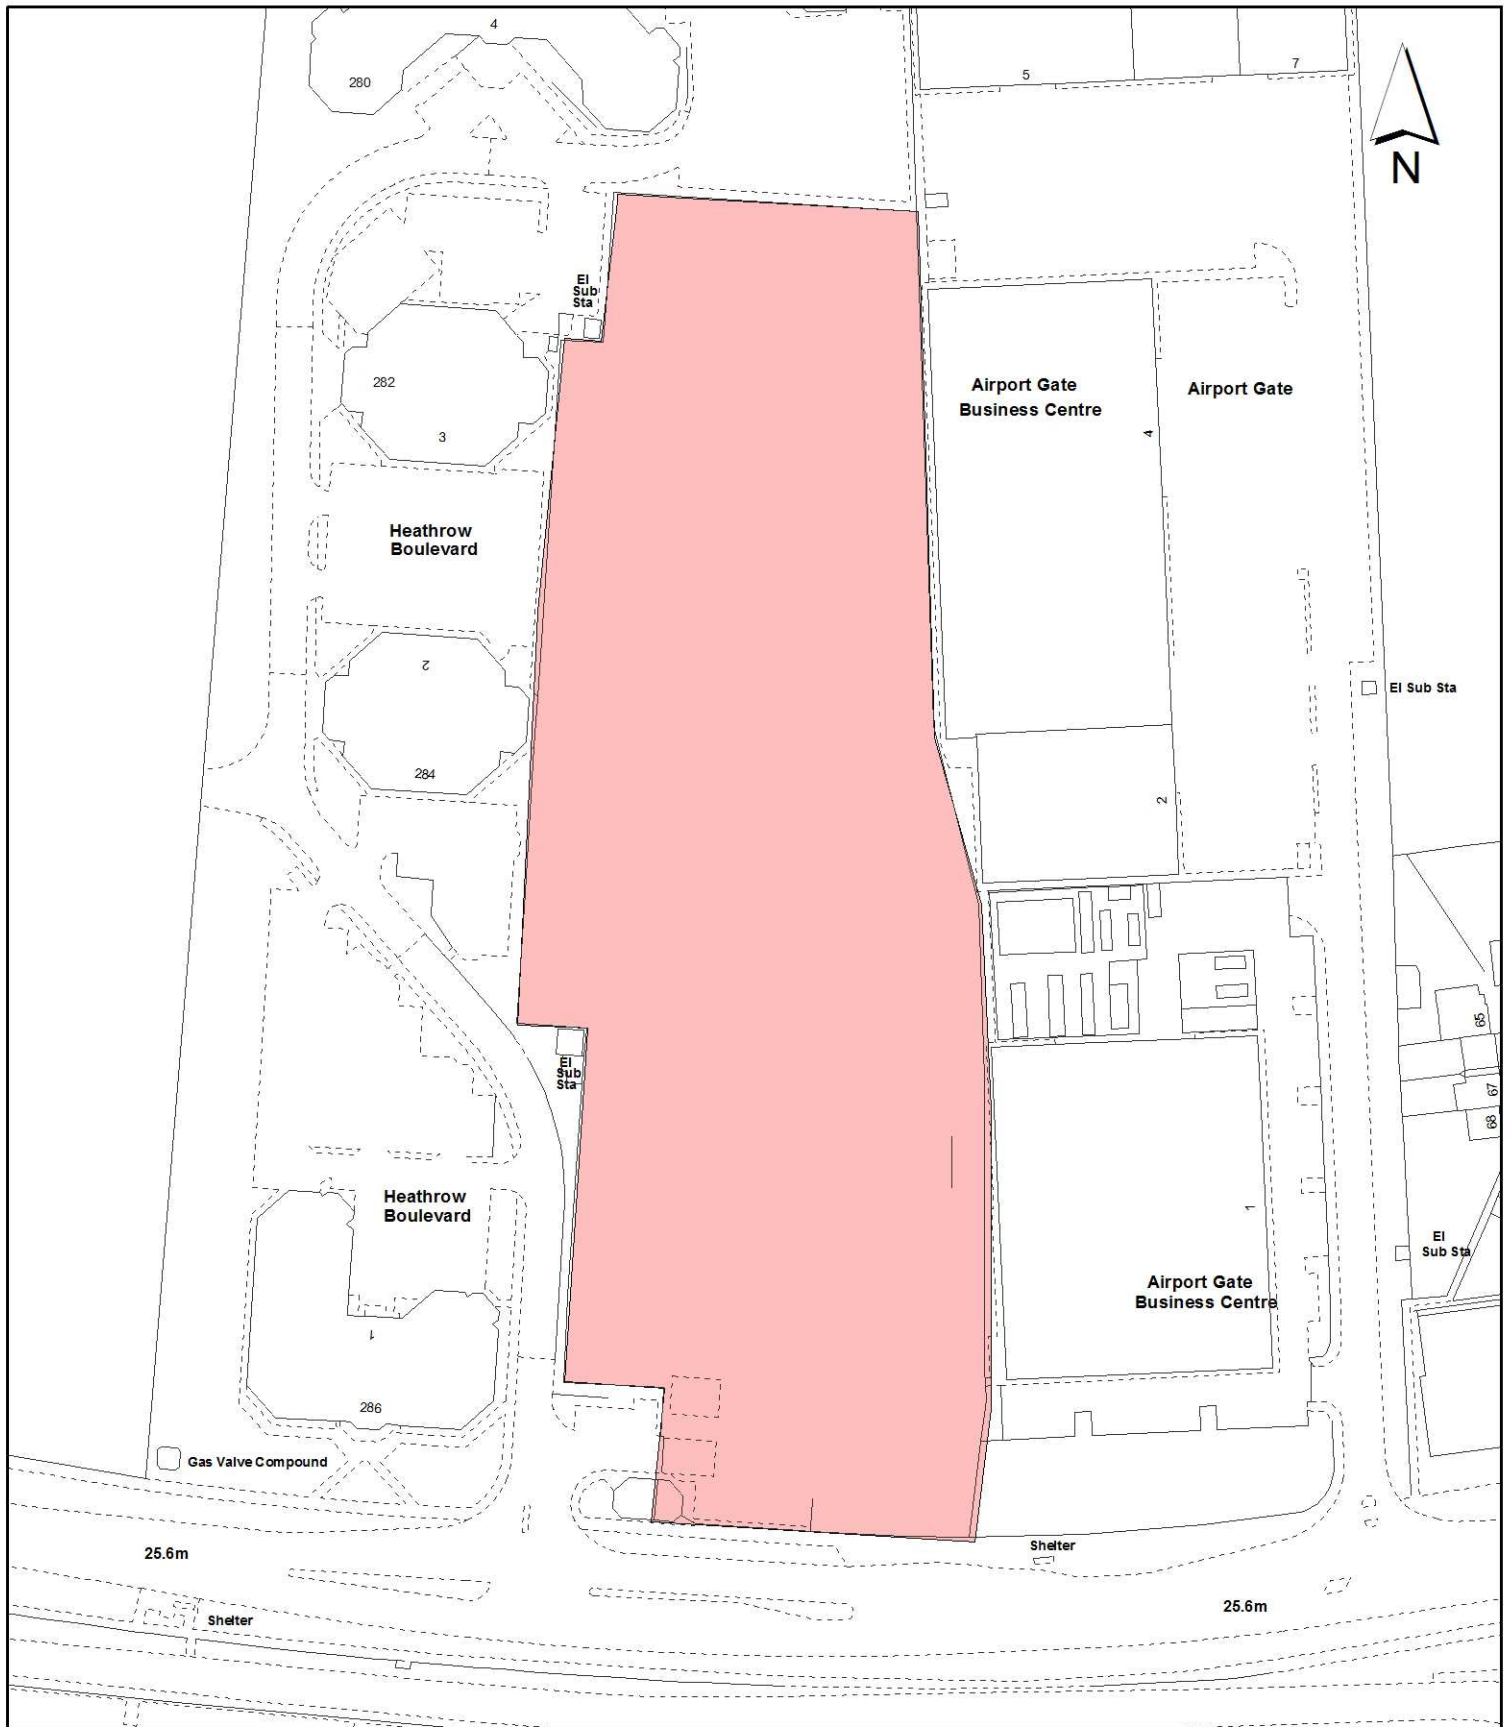 4
280
5
7
N
El
Sub
Sta
282
3
Airport Gate
Business Centre
Airport Gate
4
Heathrow
Boulevard
2
El Sub Sta
284
2
65
El
Sub
Sta
67
68
Heathrow
Boulevard
1
El
Sub Sta
Airport Gate
Business Centre
1
286
Gas Valve Compound
25.6m
Shelter
25.6m
Shelter